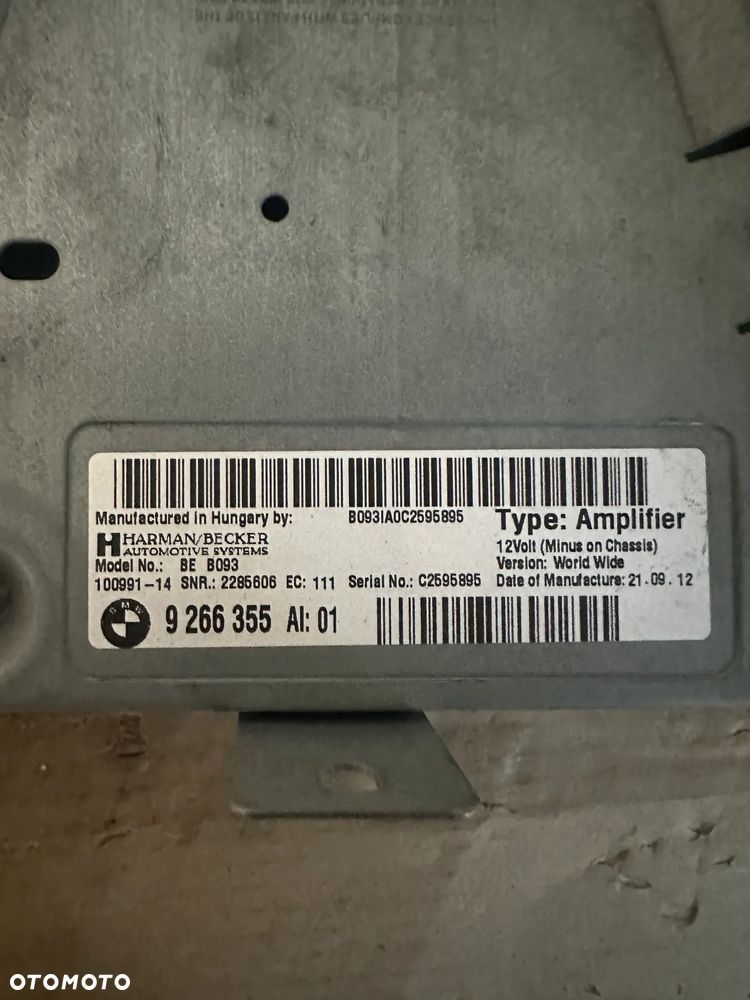 Manufactured in Hungary by:
B093IA0C2595895
Type: Amplifier
HARMAN/BECKER
AUTOMOTIVE SYSTEMS
12Volt (Minus on Chassis)
Model No.: BE B093
Version: World Wide
100991-14 SNR.: 2285606 EC: 111 Serial No.: C2595895 Date of Manufacture: 21.09.12
BMW
9 266 355 AI: 01
OTOMOTO